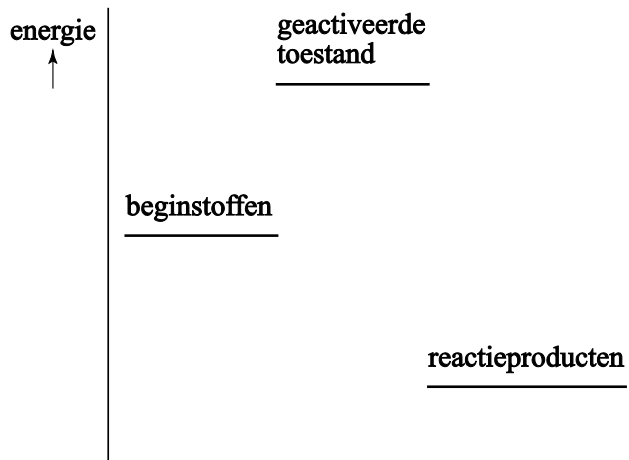 energie
geactiveerde
toestand
beginstoffen
reactieproducten